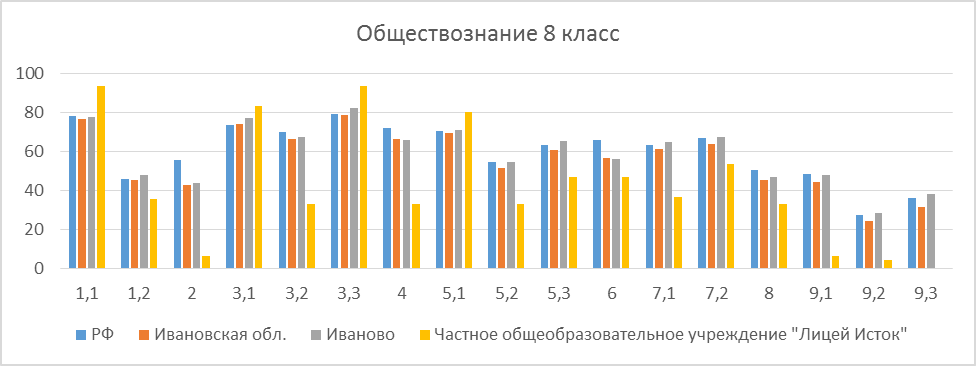 Обществознание 8 класс
100
80
60
40
20
0
1,1 1,2 2 3,1 3,2 3,3 4 5,1 5,2 5,3 6 7,1 7,2 8 9,1 9,2 9,3
РФ Ивановская обл. Иваново Частное общеобразовательное учреждение "Лицей Исток"